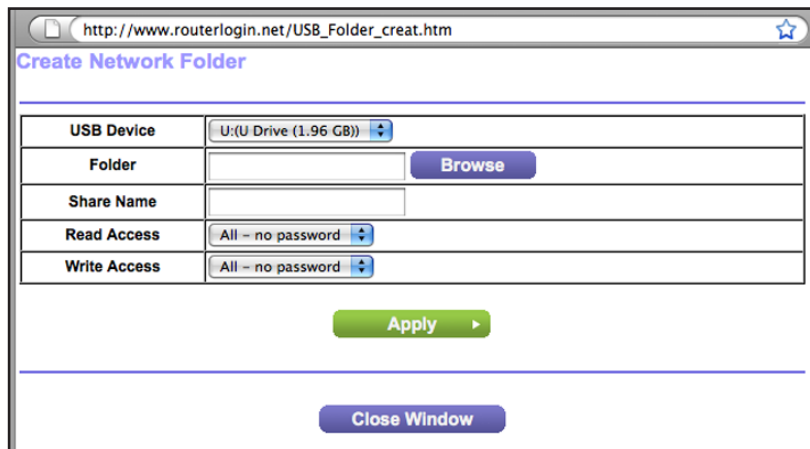 http://www.routerlogin.net/USB_Folder_creat.htm
Create Network Folder
USB Device U:(U Drive (1.96 GB))
Folder Browse
Share Name
Read Access All – no password
Write Access All – no password
Apply
Close Window